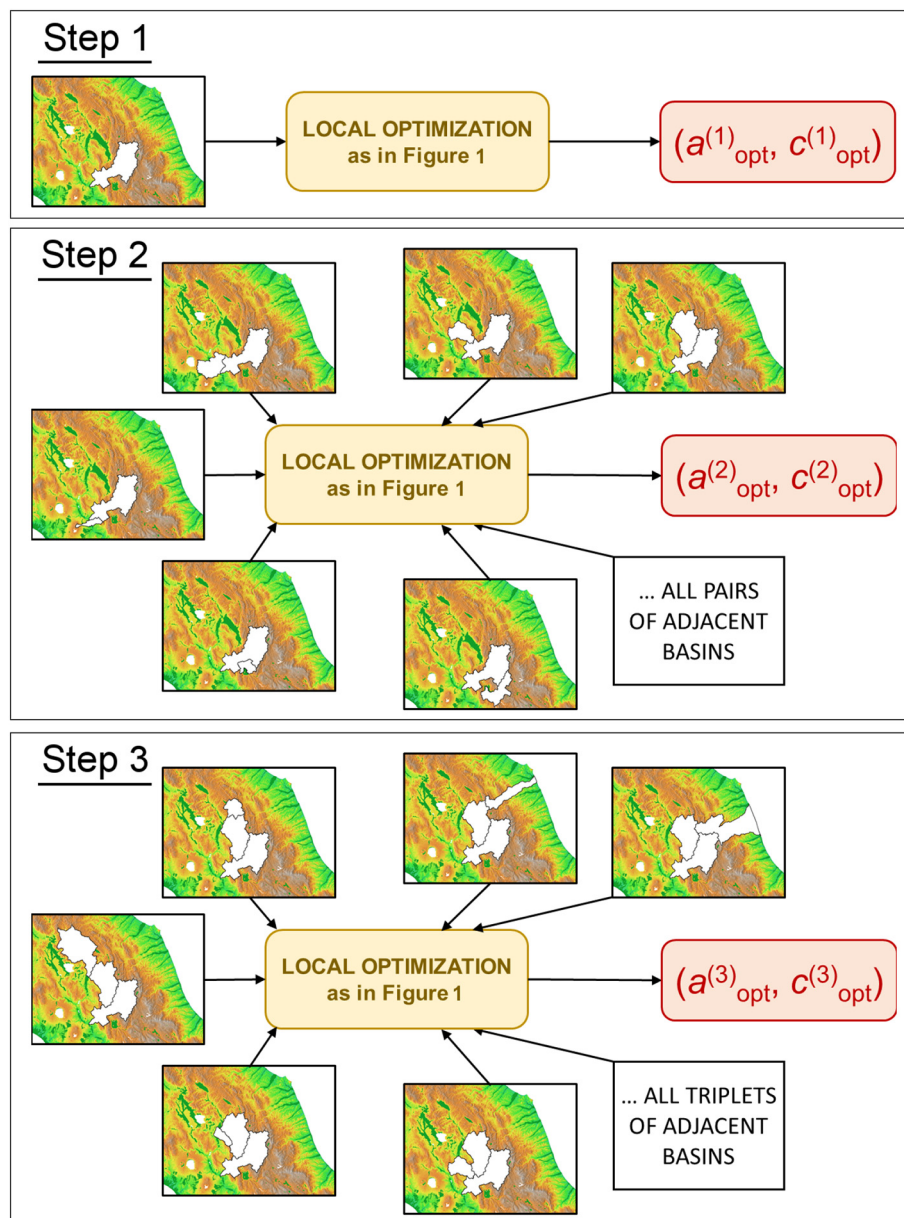 Step 1
LOCAL OPTIMIZATION
as in Figure 1
(a(1)opt, c(1)opt)
Step 2
LOCAL OPTIMIZATION
as in Figure 1
(a(2)opt, c(2)opt)
... ALL PAIRS
OF ADJACENT
BASINS
Step 3
LOCAL OPTIMIZATION
as in Figure 1
(a(3)opt, c(3)opt)
... ALL TRIPLETS
OF ADJACENT
BASINS